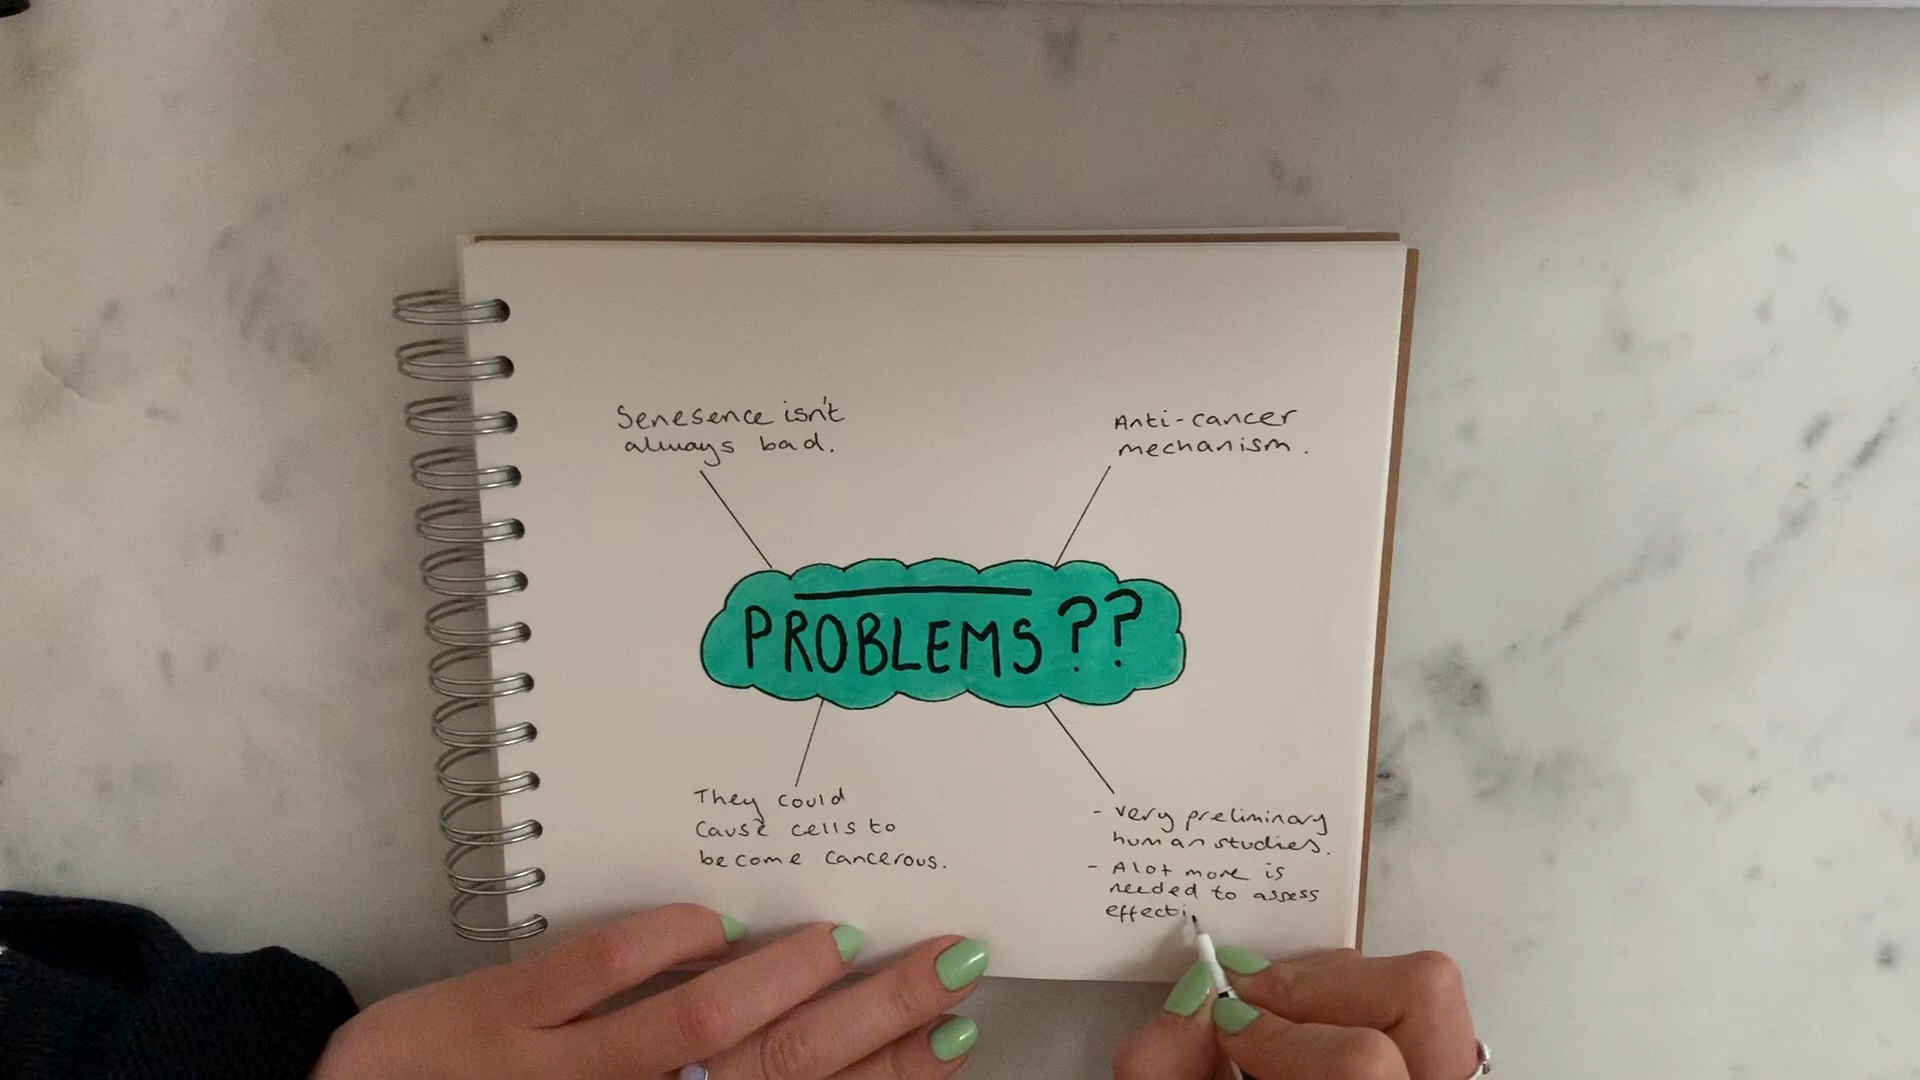 Senesence isn't
always bad.
Anti-cancer
mechanism.
PROBLEMS??
They could
cause cells to
become cancerous.
- Very preliminary
human studies.
- Alot more is
needed to assess
effecti